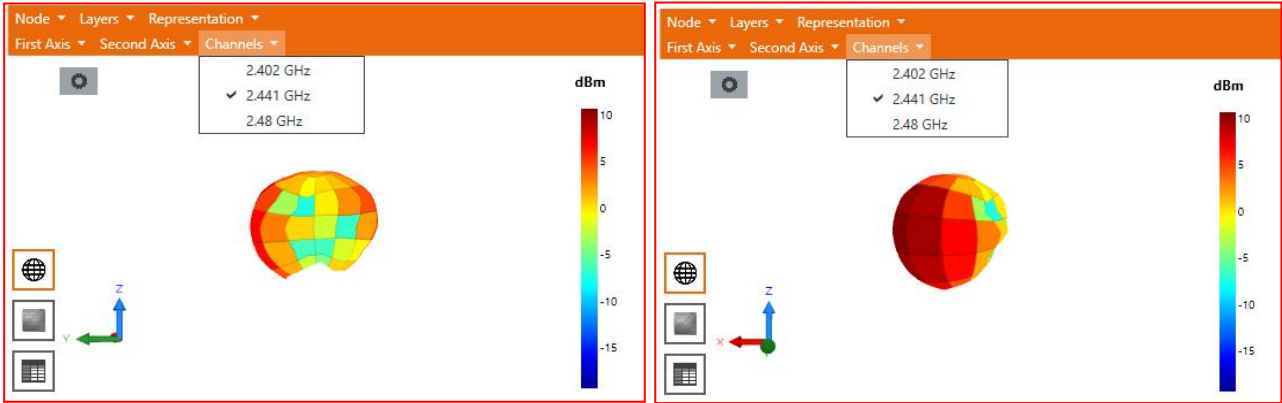 Node Layers Representation
First Axis Second Axis Channels
2.402 GHz
2.441 GHz
2.48 GHz
dBm
10
5
0
-5
-10
-15
Z
Y
Node Layers Representation
First Axis Second Axis Channels
2.402 GHz
2.441 GHz
2.48 GHz
dBm
10
5
0
-5
-10
-15
Z
X